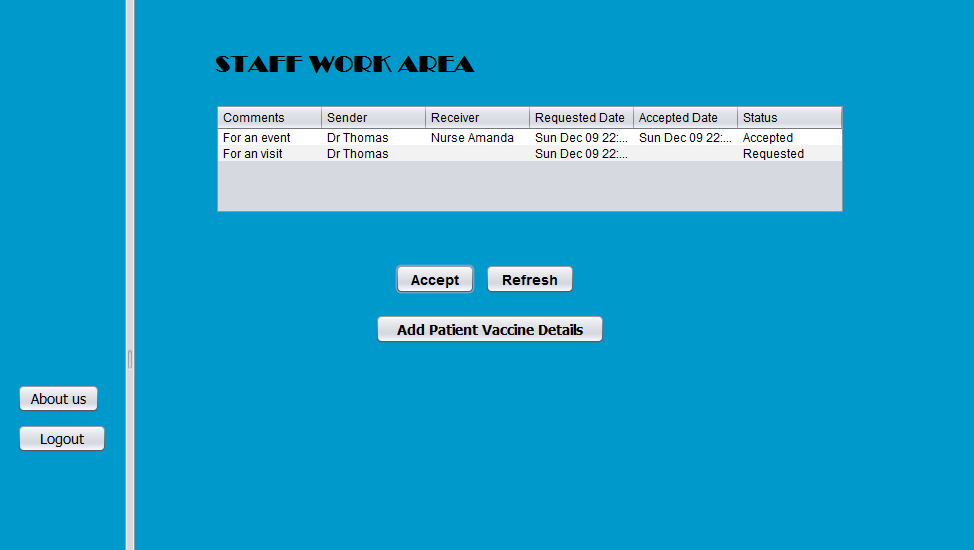 STAFF WORK AREA
Comments Sender Receiver Requested Date Accepted Date Status
For an event Dr Thomas Nurse Amanda Sun Dec 09 22:... Sun Dec 09 22:... Accepted
For an visit Dr Thomas Sun Dec 09 22:... Requested
Accept Refresh
Add Patient Vaccine Details
About us
Logout